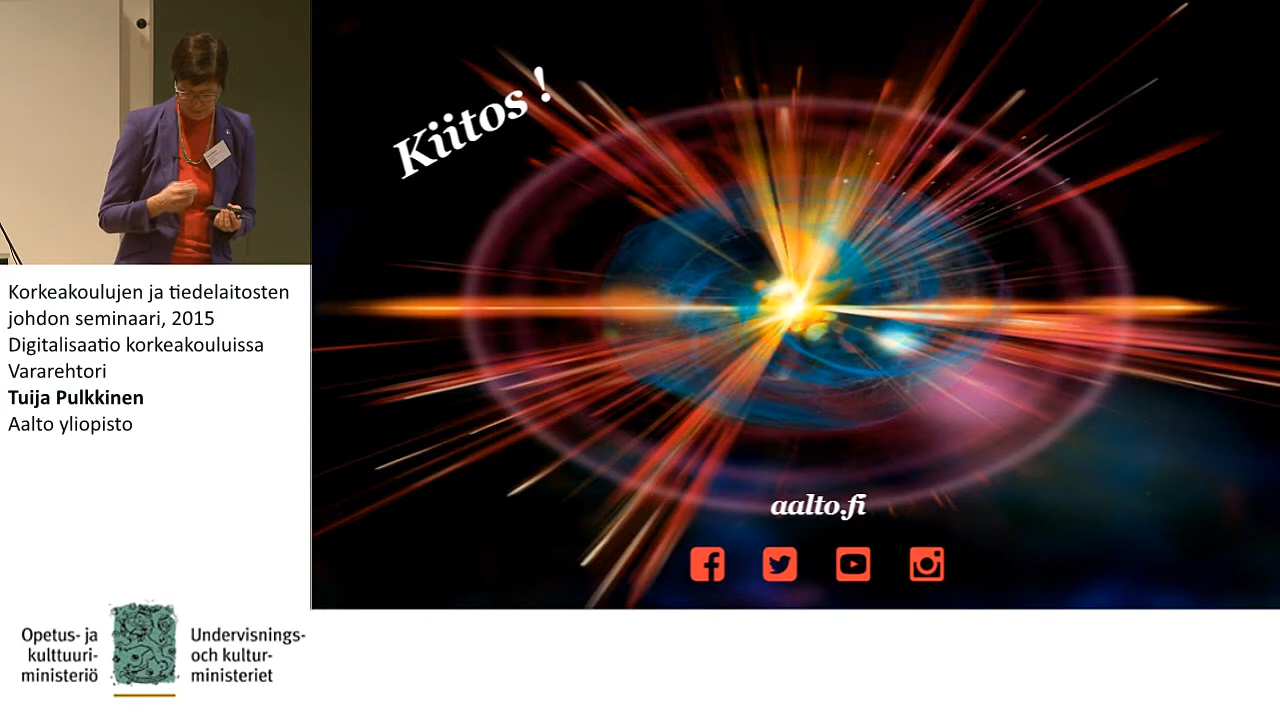 Kiitos !
aalto.fi
Korkeakoulujen ja tiedelaitosten
johdon seminaari, 2015
Digitalisaatio korkeakouluissa
Vararehtori
Tuija Pulkkinen
Aalto yliopisto
Opetus- ja
kulttuuri-
ministeriö
Undervisnings-
och kultur-
ministeriet